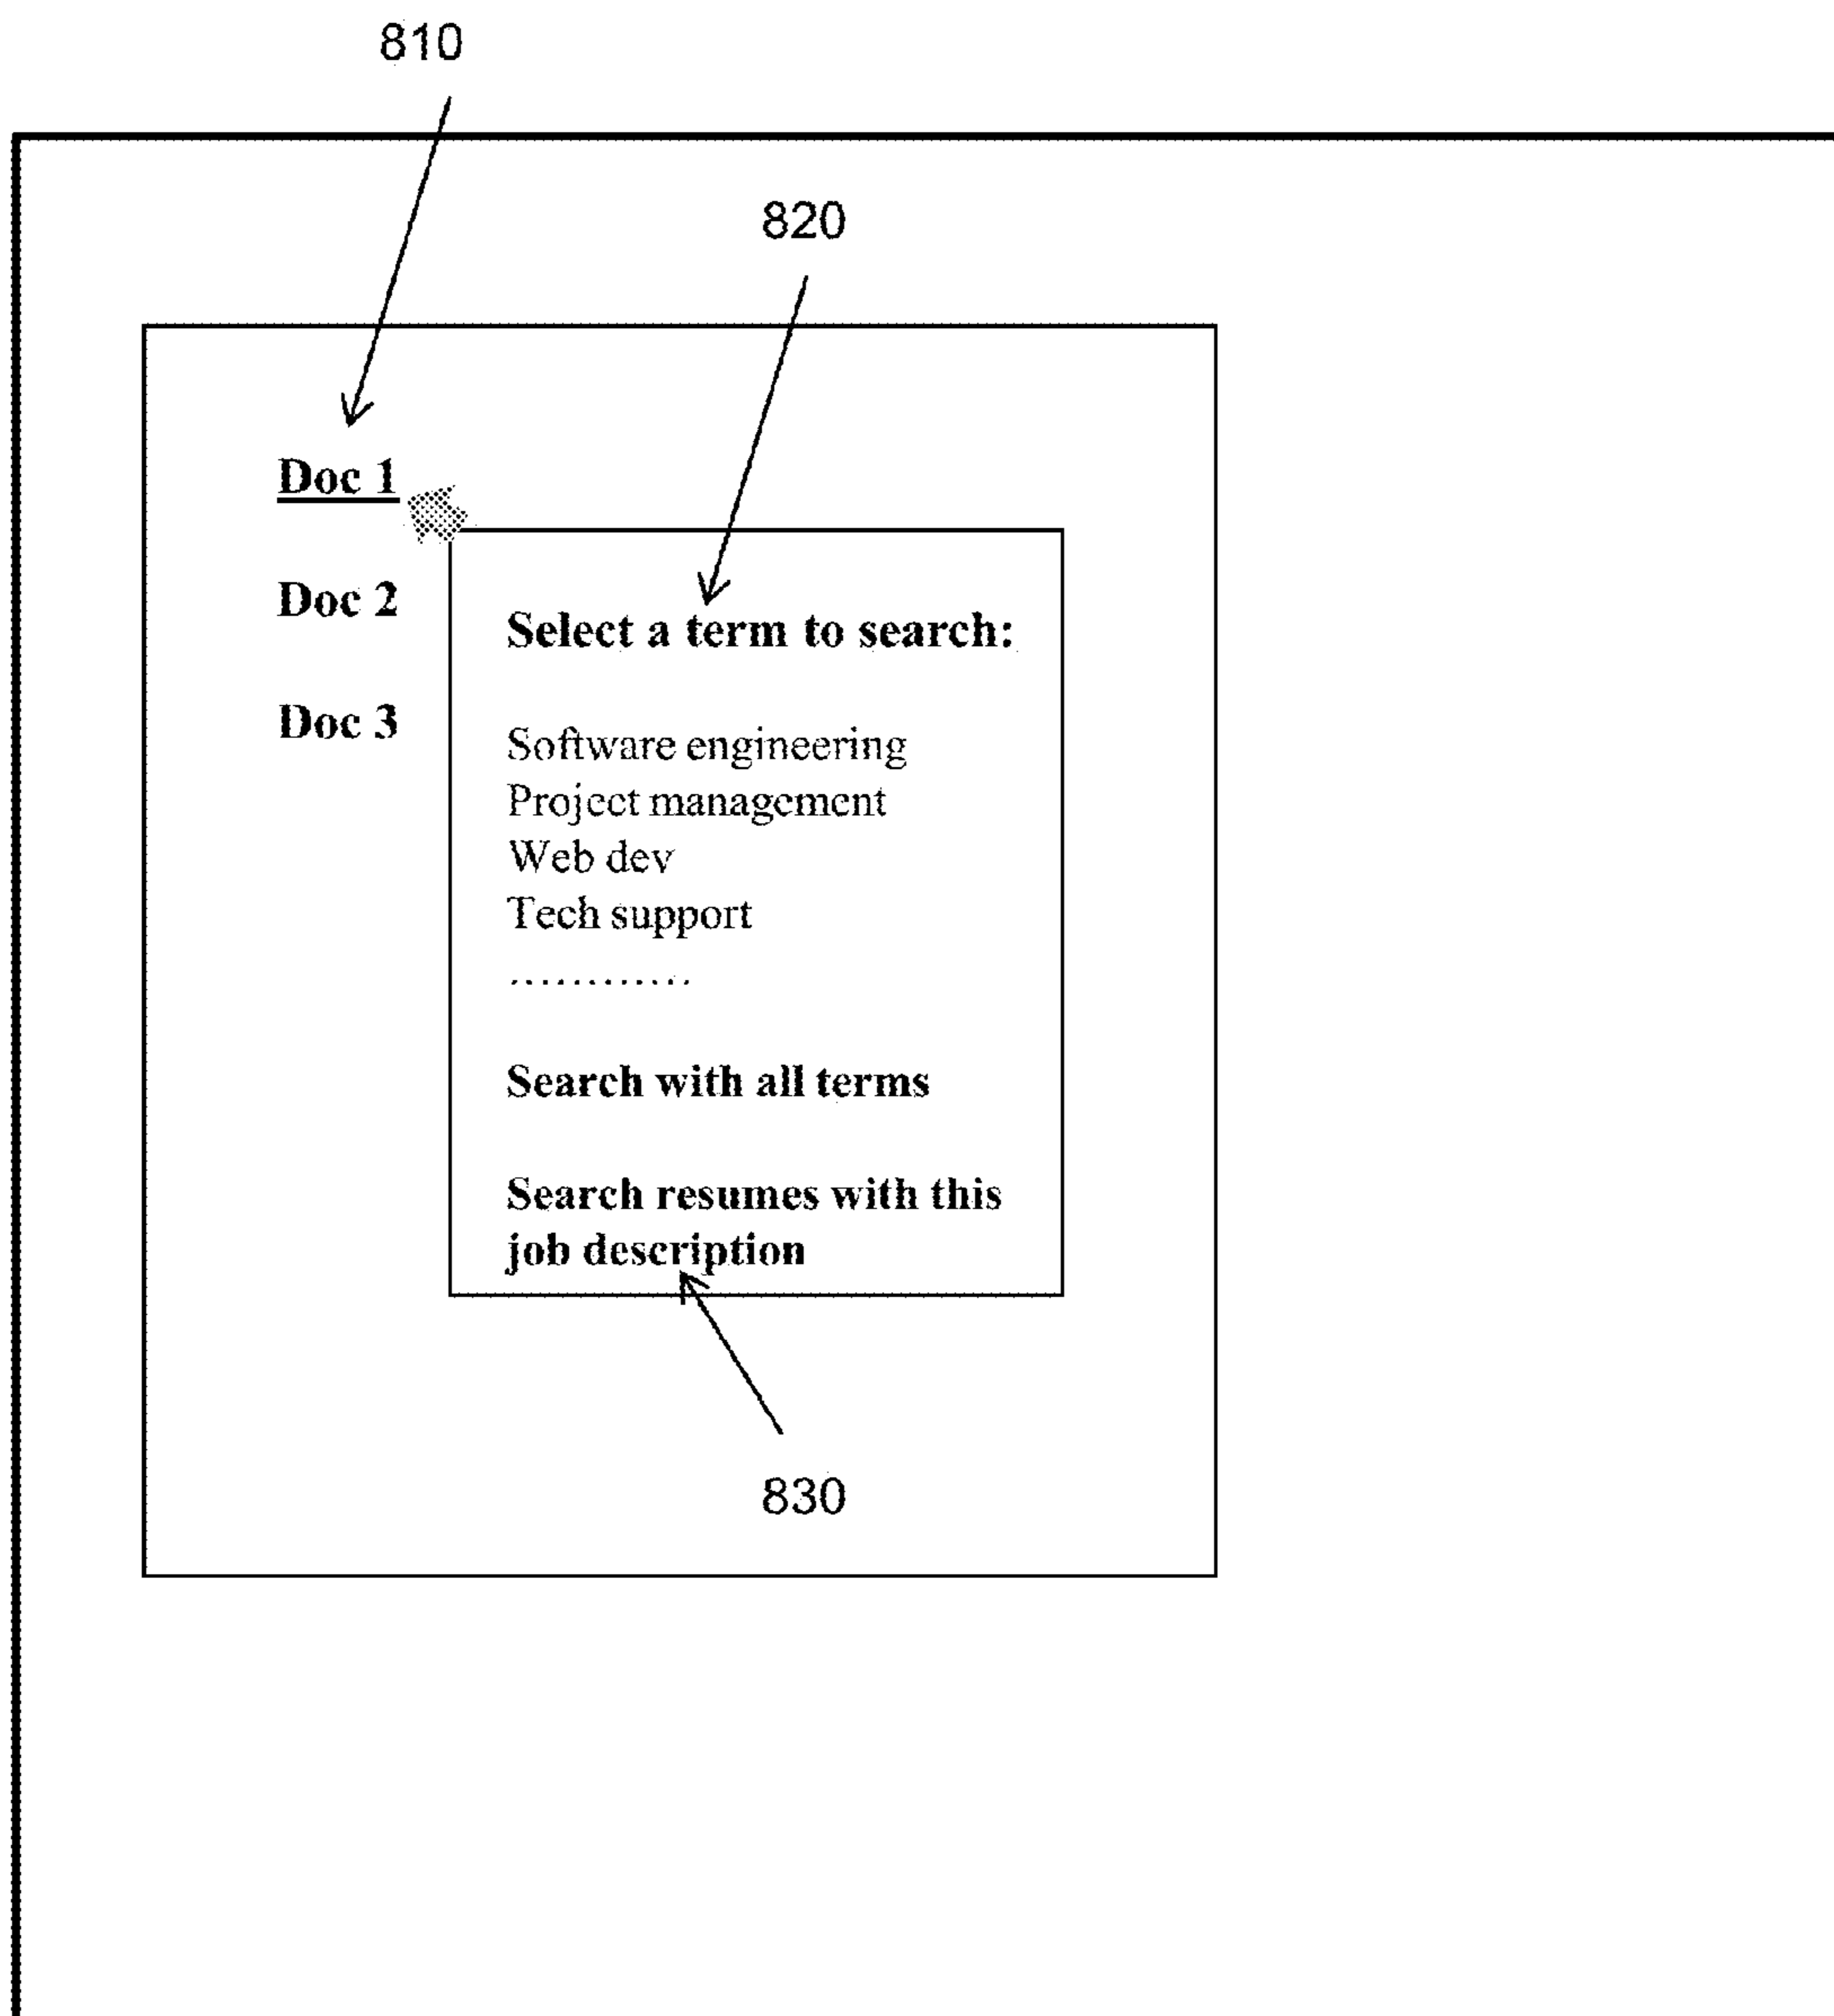 810
820
Doc 1
Doc 2
Doc 3
Select a term to search:
Software engineering
Project management
Web dev
Tech support
............
Search with all terms
Search resumes with this
job description
830